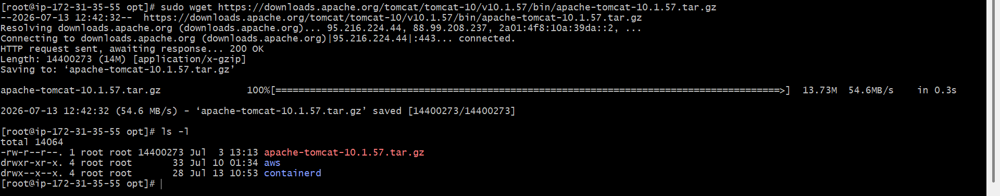 [root@ip-172-31-35-55 opt]# sudo wget https://downloads.apache.org/tomcat/tomcat-10/v10.1.57/bin/apache-tomcat-10.1.57.tar.gz
--2026-07-13 12:42:32--  https://downloads.apache.org/tomcat/tomcat-10/v10.1.57/bin/apache-tomcat-10.1.57.tar.gz
Resolving downloads.apache.org (downloads.apache.org)... 95.216.224.44, 88.99.208.237, 2a01:4f8:10a:39da::2, ...
Connecting to downloads.apache.org (downloads.apache.org)|95.216.224.44|:443... connected.
HTTP request sent, awaiting response... 200 OK
Length: 14400273 (14M) [application/x-gzip]
Saving to: ‘apache-tomcat-10.1.57.tar.gz’
apache-tomcat-10.1.57.tar.gz               100%[========================================================================================>]  13.73M  54.6MB/s    in 0.3s
2026-07-13 12:42:32 (54.6 MB/s) - ‘apache-tomcat-10.1.57.tar.gz’ saved [14400273/14400273]
[root@ip-172-31-35-55 opt]# ls -l
total 14064
-rw-r--r--. 1 root root 14400273 Jul  3 13:13 apache-tomcat-10.1.57.tar.gz
drwxr-xr-x. 4 root root       33 Jul 10 01:34 aws
drwx--x--x. 4 root root       28 Jul 13 10:53 containerd
[root@ip-172-31-35-55 opt]#